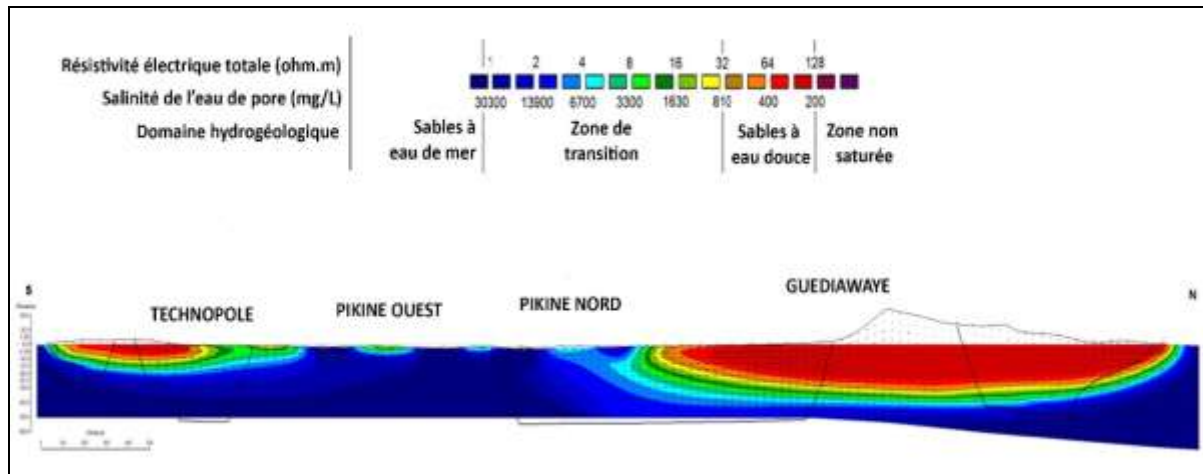 Résistivité électrique totale (ohm.m)
1 2 4 8 16 32 64 128
Salinité de l'eau de pore (mg/L)
30300 13900 6700 3300 1630 810 400 200
Domaine hydrogéologique
Sables à
eau de mer
Zone de
transition
Sables à
eau douce
Zone non
saturée
S
TECHNOPOLE
PIKINE OUEST
PIKINE NORD
GUEDIAWAYE
N